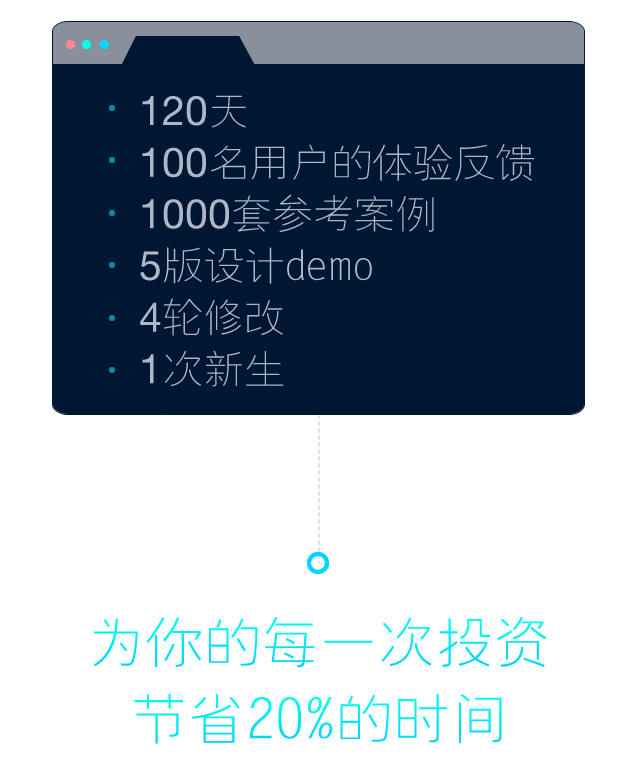 120天
100名用户的体验反馈
1000套参考案例
5版设计demo
4轮修改
1次新生
为你的每一次投资
节省20%的时间